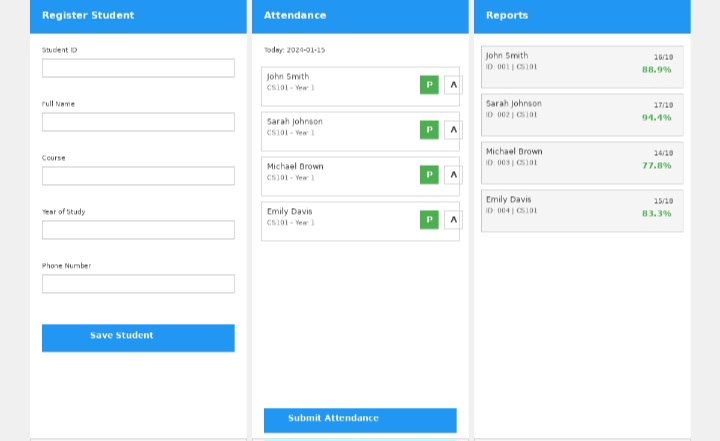 Register Student
Student ID
Full Name
Course
Year of Study
Phone Number
Save Student
Attendance
Today: 2024-01-15
John Smith
CS101 - Year 1
P A
Sarah Johnson
CS101 - Year 1
P A
Michael Brown
CS101 - Year 1
P A
Emily Davis
CS101 - Year 1
P A
Submit Attendance
Reports
John Smith 16/18
ID: 001 | CS101 88.9%
Sarah Johnson 17/18
ID: 002 | CS101 94.4%
Michael Brown 14/18
ID: 003 | CS101 77.8%
Emily Davis 15/18
ID: 004 | CS101 83.3%